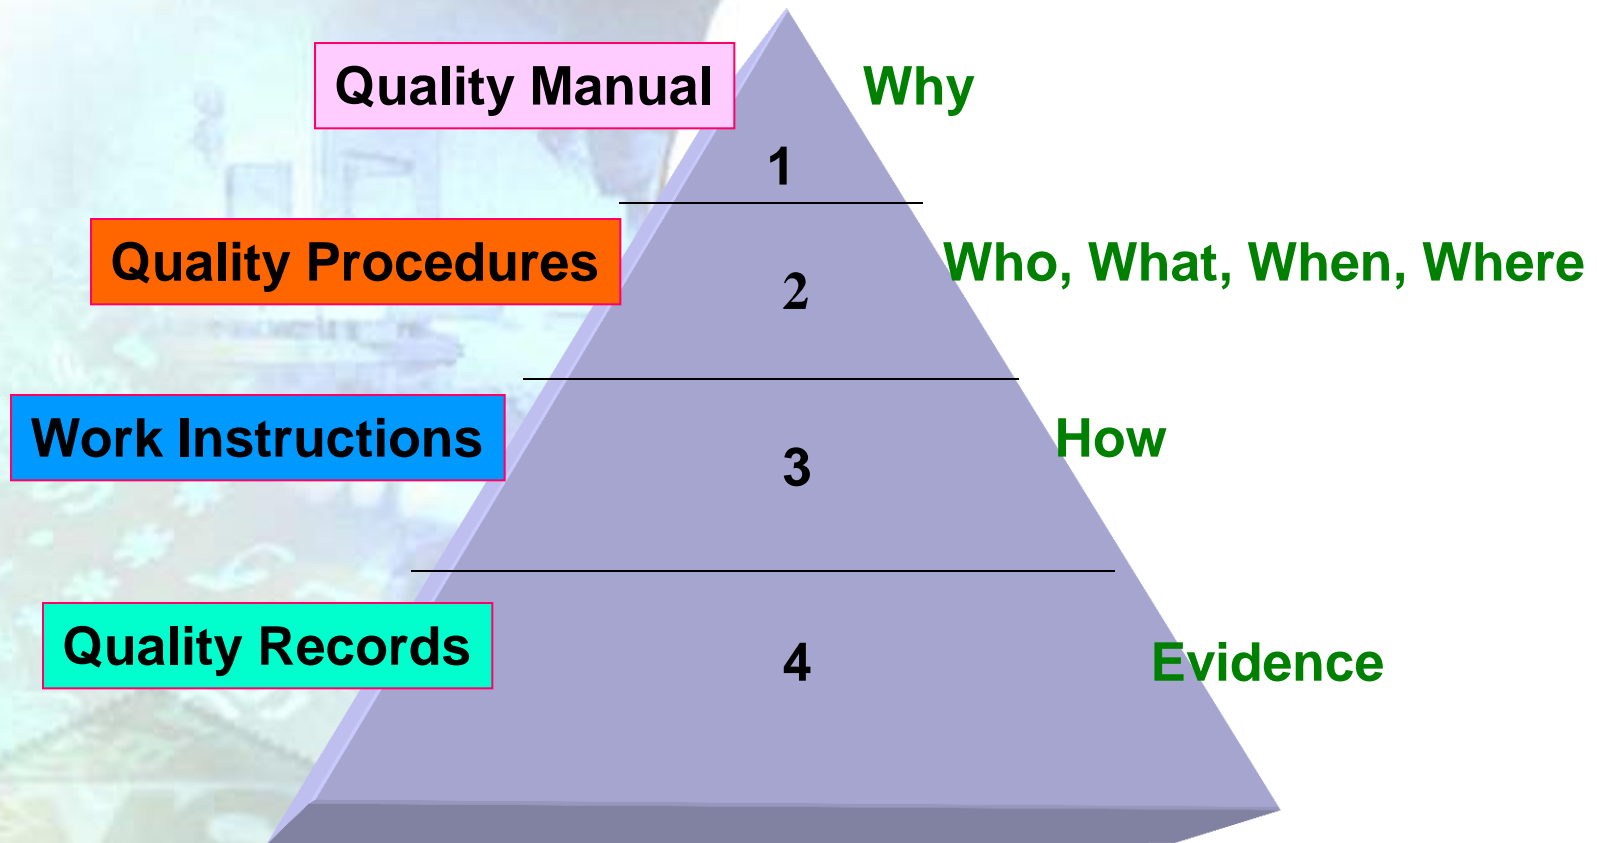 Quality Manual
Why
1
Quality Procedures
Who, What, When, Where
2
Work Instructions
How
3
Quality Records
Evidence
4